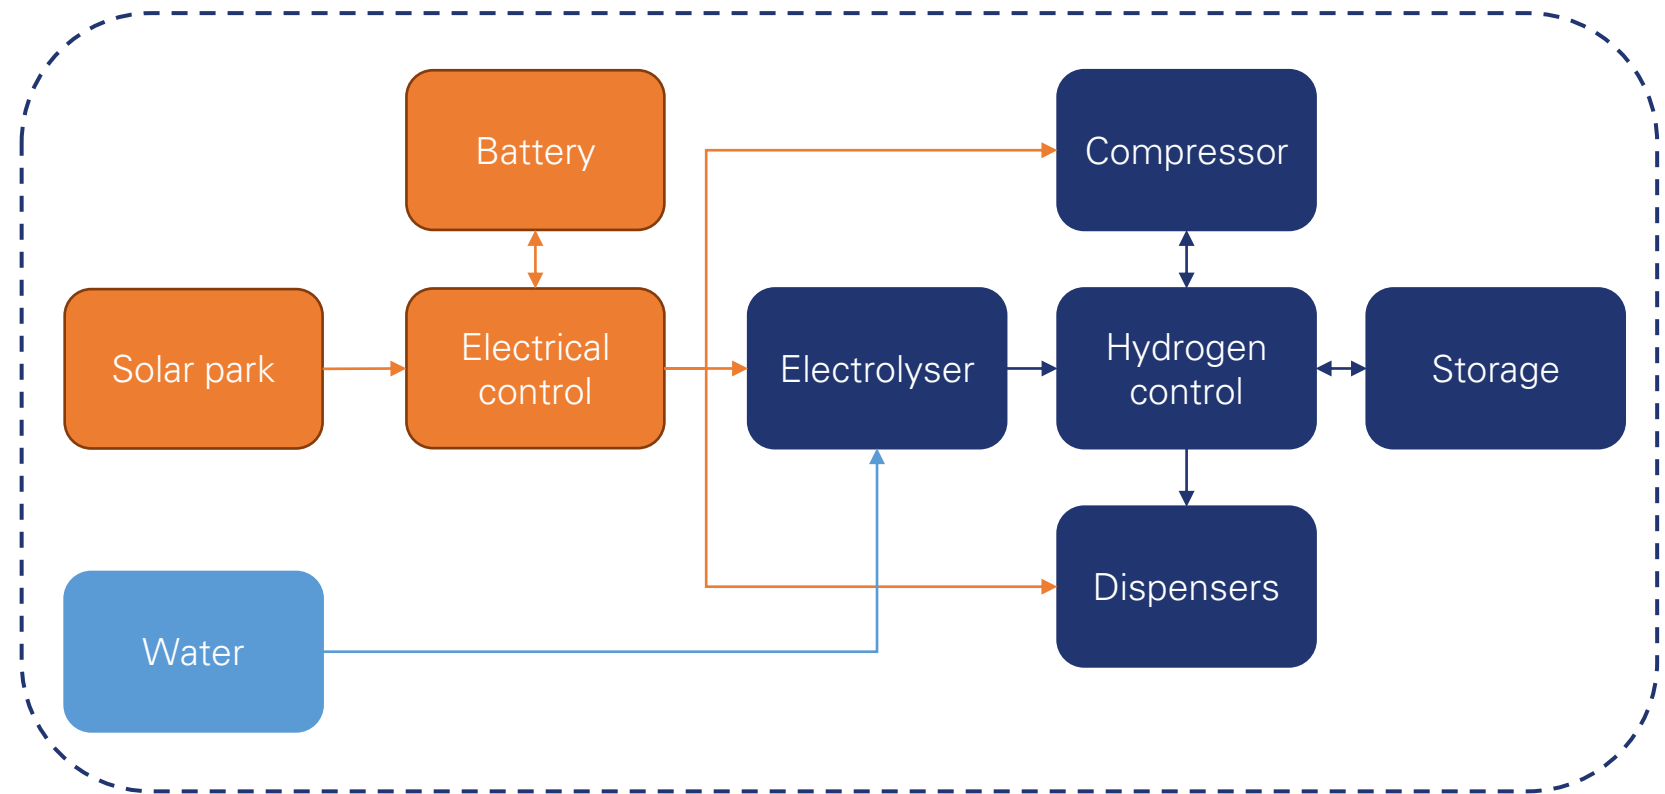 Battery
Compressor
Solar park
Electrical
control
Electrolyser
Hydrogen
control
Storage
Dispensers
Water